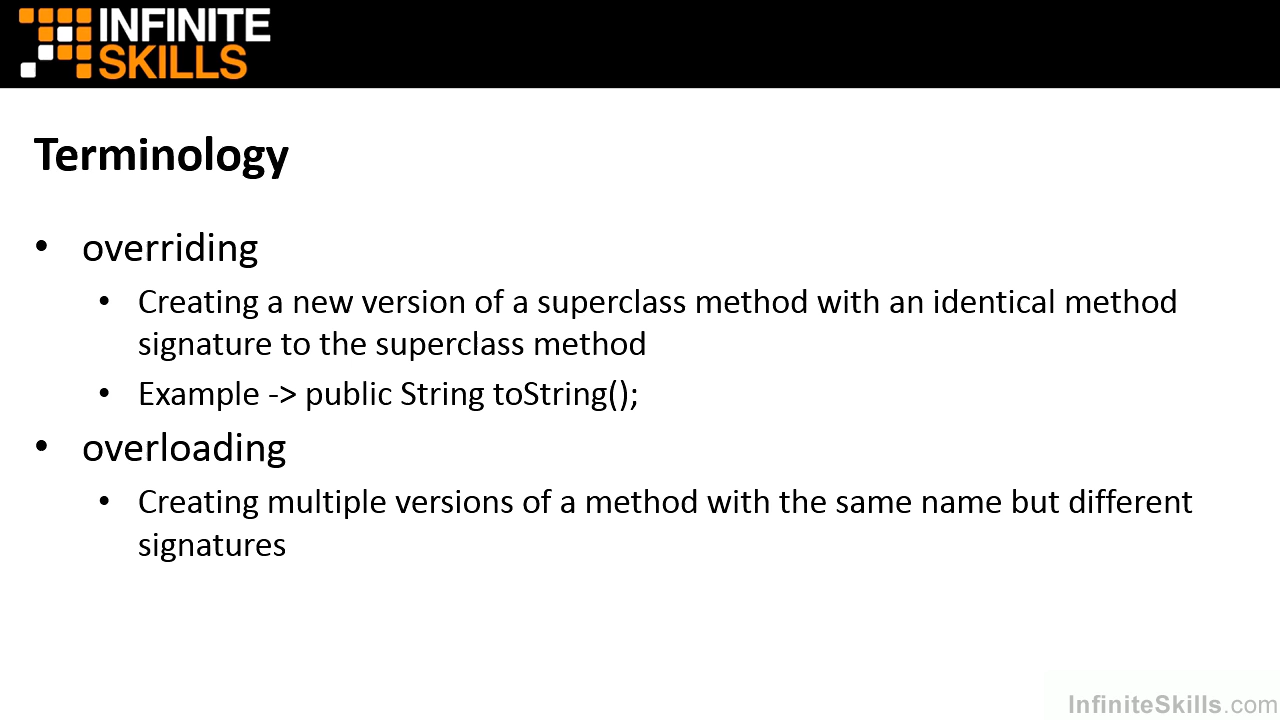 INFINITE
SKILLS
Terminology
• overriding
• Creating a new version of a superclass method with an identical method
signature to the superclass method
• Example -> public String toString();
• overloading
• Creating multiple versions of a method with the same name but different
signatures
InfiniteSkills.com